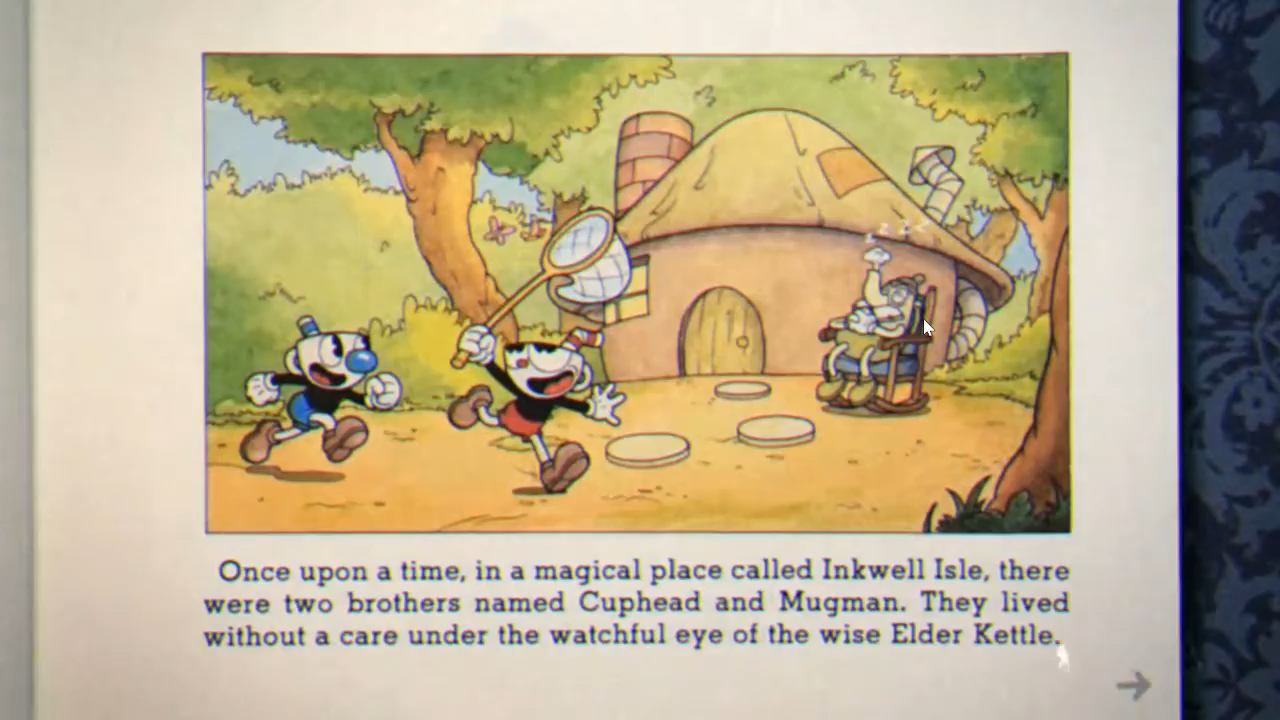 Once upon a time, in a magical place called Inkwell Isle, there
were two brothers named Cuphead and Mugman. They lived
without a care under the watchful eye of the wise Elder Kettle.